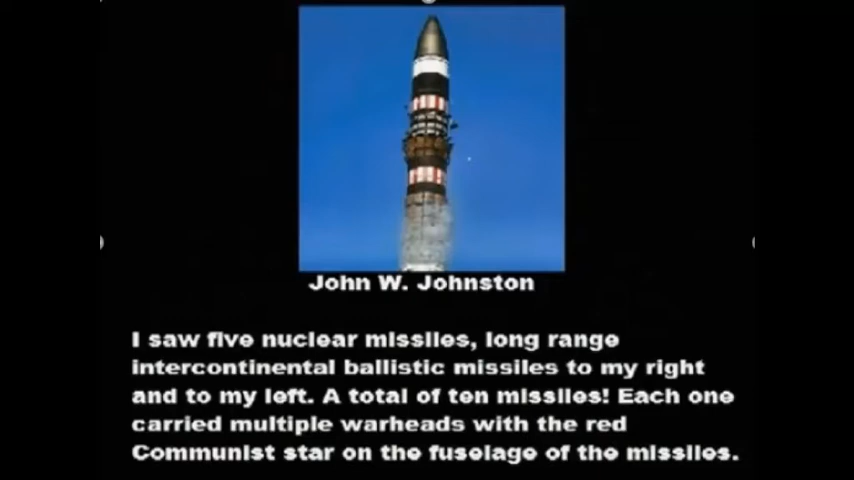 John W. Johnston
I saw five nuclear missiles, long range
intercontinental ballistic missiles to my right
and to my left. A total of ten missiles! Each one
carried multiple warheads with the red
Communist star on the fuselage of the missiles.